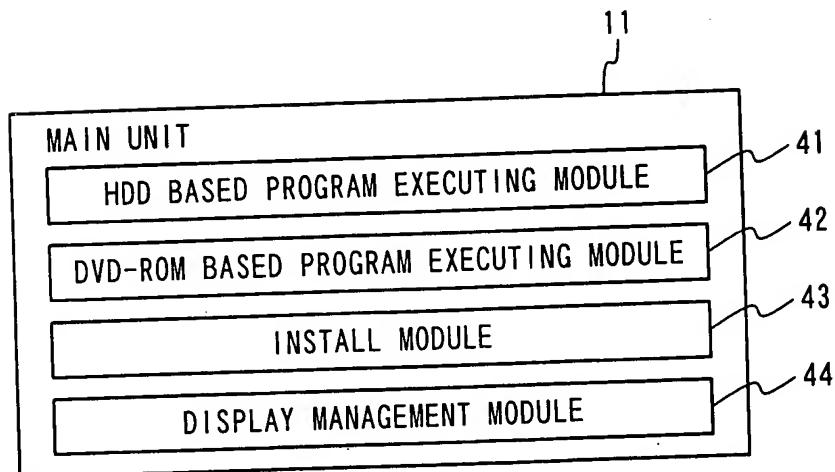 11
MAIN UNIT
HDD BASED PROGRAM EXECUTING MODULE
41
DVD-ROM BASED PROGRAM EXECUTING MODULE
42
INSTALL MODULE
43
DISPLAY MANAGEMENT MODULE
44